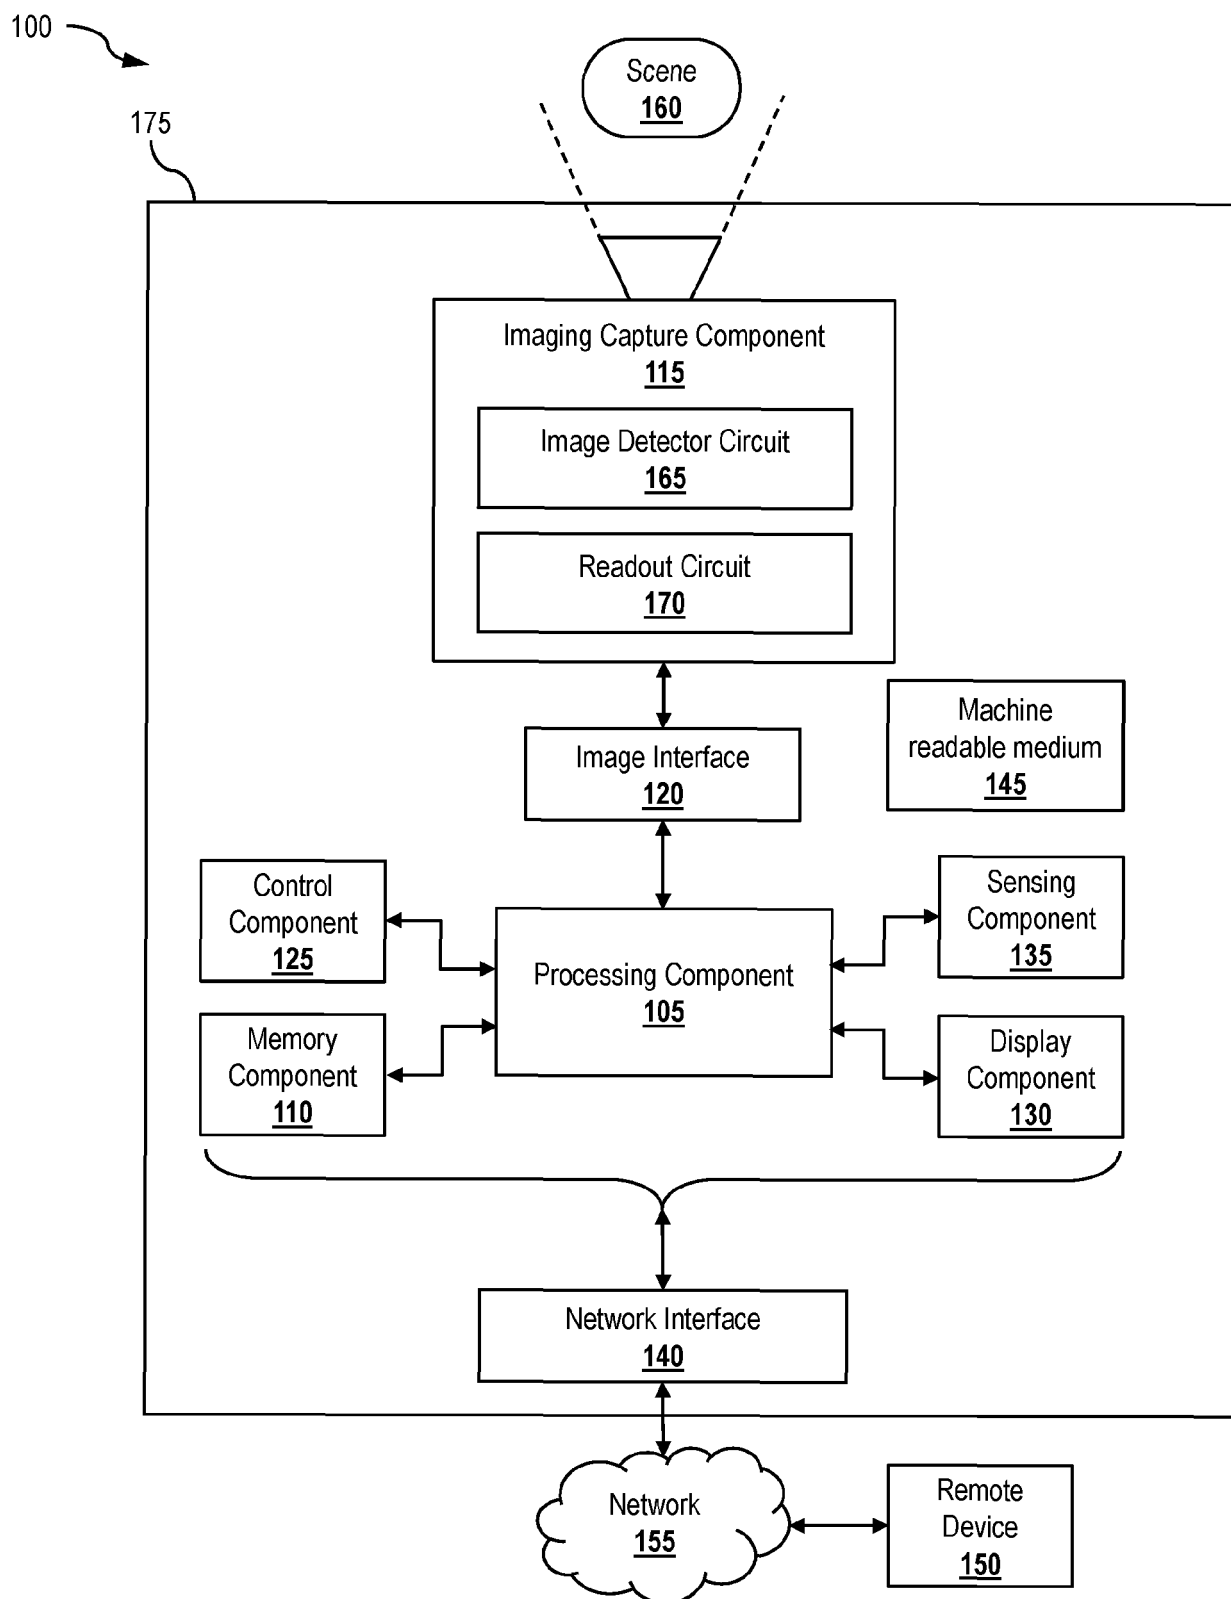 100
Scene
160
175
Imaging Capture Component
115
Image Detector Circuit
165
Readout Circuit
170
Machine
readable medium
145
Image Interface
120
Control
Component
125
Sensing
Component
135
Processing Component
105
Memory
Component
110
Display
Component
130
Network Interface
140
Network
155
Remote
Device
150